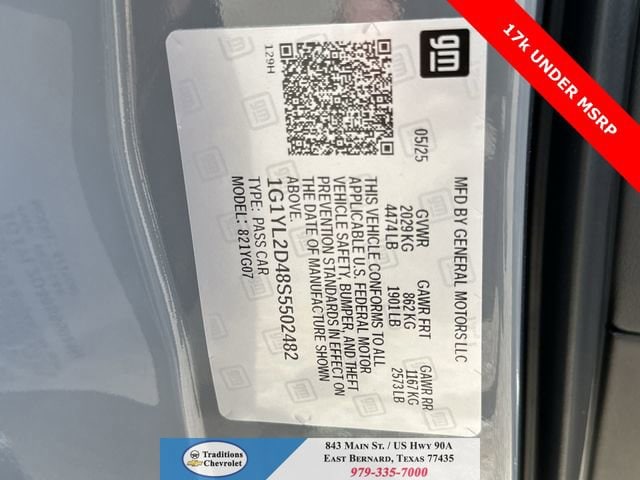 17k UNDER MSRP
gm
129H
MFD BY GENERAL MOTORS LLC
05/25
GVWR
2029KG
4474LB
GAWR FRT
862KG
1901LB
GAWR RR
1167KG
2573LB
THIS VEHICLE CONFORMS TO ALL
APPLICABLE U.S. FEDERAL MOTOR
VEHICLE SAFETY, BUMPER, AND THEFT
PREVENTION STANDARDS IN EFFECT ON
THE DATE OF MANUFACTURE SHOWN
ABOVE.
1G1YL2D48S5502482
TYPE: PASS CAR
MODEL: 821YG07
Traditions
Chevrolet
843 Main St. / US Hwy 90A
East Bernard, Texas 77435
979-335-7000